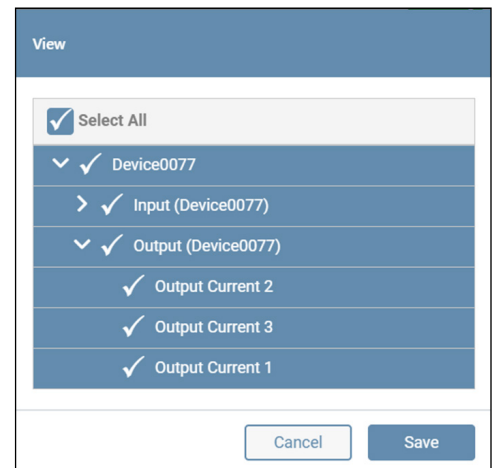 View
Select All
Device0077
Input (Device0077)
Output (Device0077)
Output Current 2
Output Current 3
Output Current 1
Cancel Save